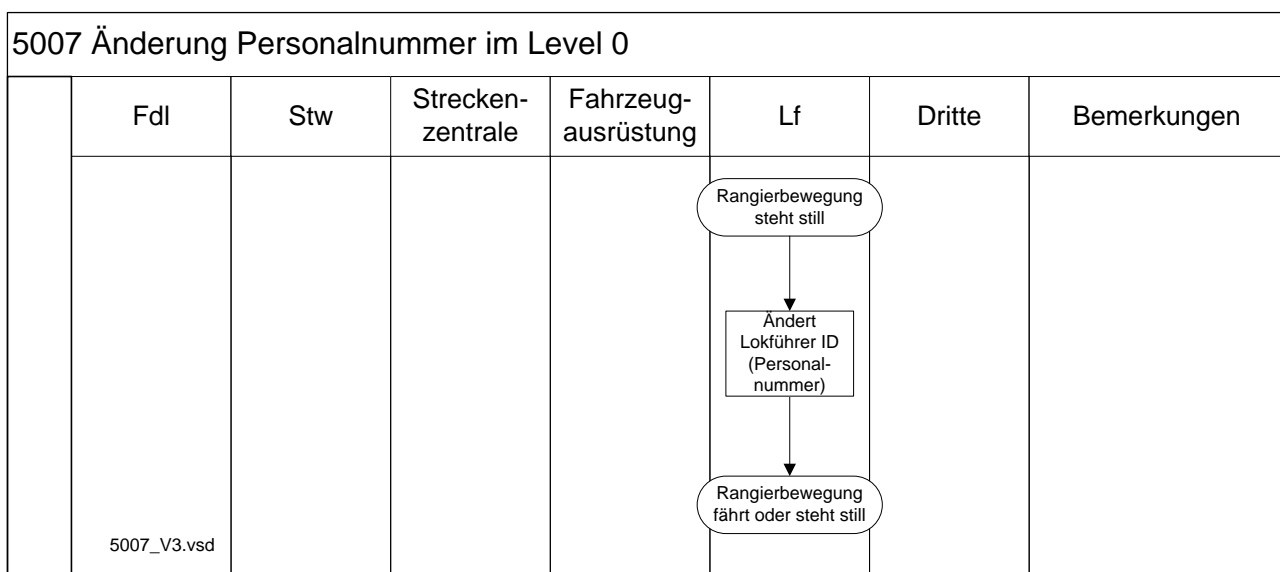 5007 Änderung Personalnummer im Level 0
Fdl
Stw
Strecken-
zentrale
Fahrzeug-
ausrüstung
Lf
Dritte
Bemerkungen
Rangierbewegung
steht still
Ändert
Lokführer ID
(Personal-
nummer)
Rangierbewegung
fährt oder steht still
5007_V3.vsd